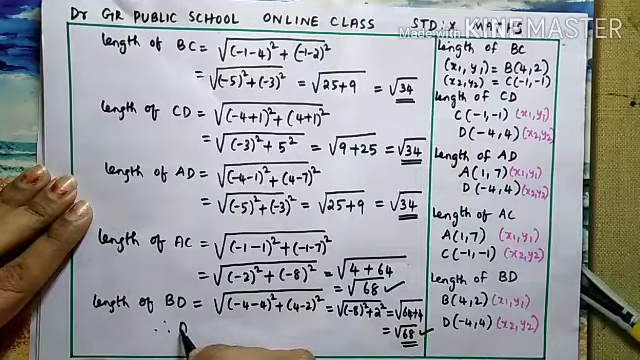 Dr GR PUBLIC SCHOOL ONLINE CLASS STD : X MATHS
Made with KINEMASTER
length of BC = √(-1-4)² + (-1-2)²
= √(-5)² + (-3)² = √25+9 = √34
length of CD = √(-4+1)² + (4+1)²
= √(-3)² + 5² = √9+25 = √34
length of AD = √(-4-1)² + (4-7)²
= √(-5)² + (-3)² = √25+9 = √34
length of AC = √(-1-1)² + (-1-7)²
= √(-2)² + (-8)² = √4 + 64
= √68 ✓
length of BD = √(-4-4)² + (4-2)² = √(-8)² + 2² = √64+4
= √68 ✓
∴
length of BC
(x1, y1) = B(4,2)
(x2, y2) = C(-1,-1)
length of CD
C(-1,-1) (x1, y1)
D(-4,4) (x2, y2)
length of AD
A(1,7) (x1, y1)
D(-4,4) (x2, y2)
length of AC
A(1,7) (x1, y1)
C(-1,-1) (x2, y2)
length of BD
B(4,2) (x1, y1)
D(-4,4) (x2, y2)